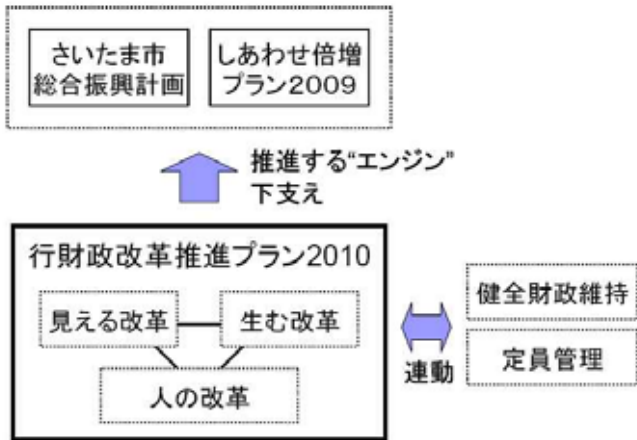 さいたま市
総合振興計画
しあわせ倍増
プラン2009
推進する“エンジン”
下支え
行財政改革推進プラン2010
見える改革
生む改革
人の改革
連動
健全財政維持
定員管理